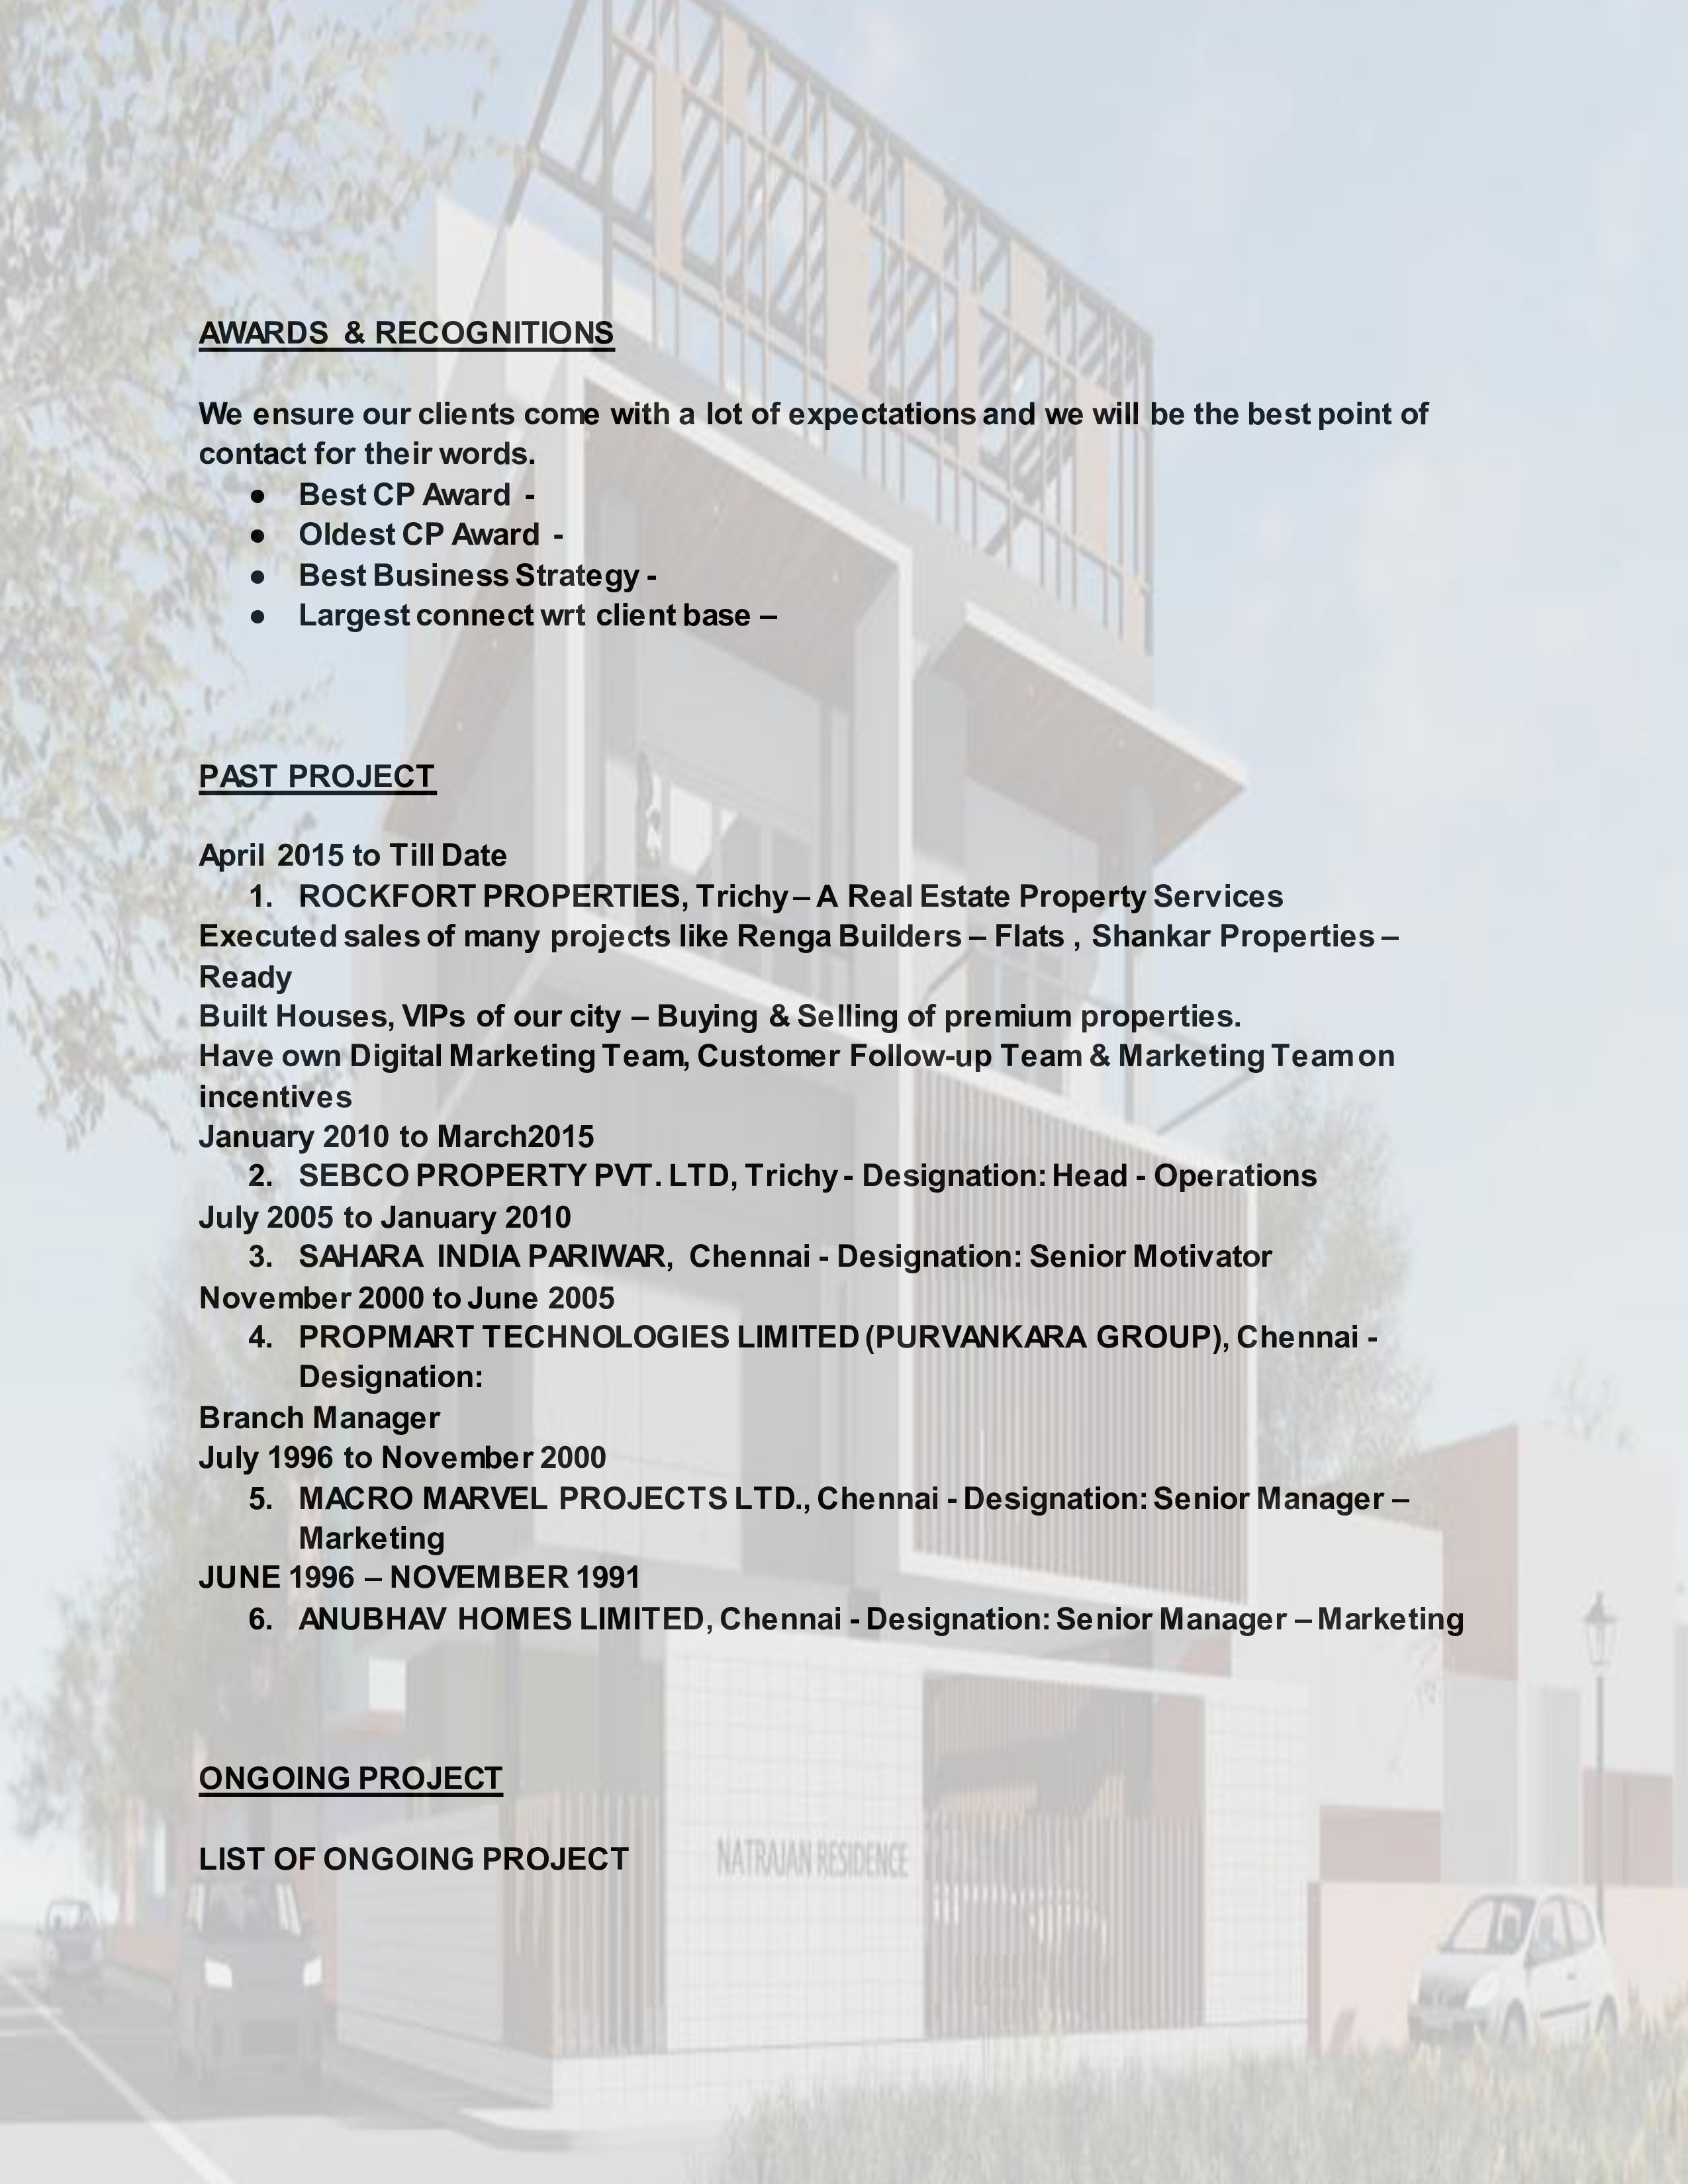 AWARDS & RECOGNITIONS
We ensure our clients come with a lot of expectations and we will be the best point of
contact for their words.
● Best CP Award -
● Oldest CP Award -
● Best Business Strategy -
● Largest connect wrt client base –
PAST PROJECT
April 2015 to Till Date
1. ROCKFORT PROPERTIES, Trichy – A Real Estate Property Services
Executed sales of many projects like Renga Builders – Flats , Shankar Properties –
Ready
Built Houses, VIPs of our city – Buying & Selling of premium properties.
Have own Digital Marketing Team, Customer Follow-up Team & Marketing Team on
incentives
January 2010 to March2015
2. SEBCO PROPERTY PVT. LTD, Trichy - Designation: Head - Operations
July 2005 to January 2010
3. SAHARA INDIA PARIWAR, Chennai - Designation: Senior Motivator
November 2000 to June 2005
4. PROPMART TECHNOLOGIES LIMITED (PURVANKARA GROUP), Chennai -
Designation:
Branch Manager
July 1996 to November 2000
5. MACRO MARVEL PROJECTS LTD., Chennai - Designation: Senior Manager –
Marketing
JUNE 1996 – NOVEMBER 1991
6. ANUBHAV HOMES LIMITED, Chennai - Designation: Senior Manager – Marketing
ONGOING PROJECT
LIST OF ONGOING PROJECT
NATRAJAN RESIDENCE